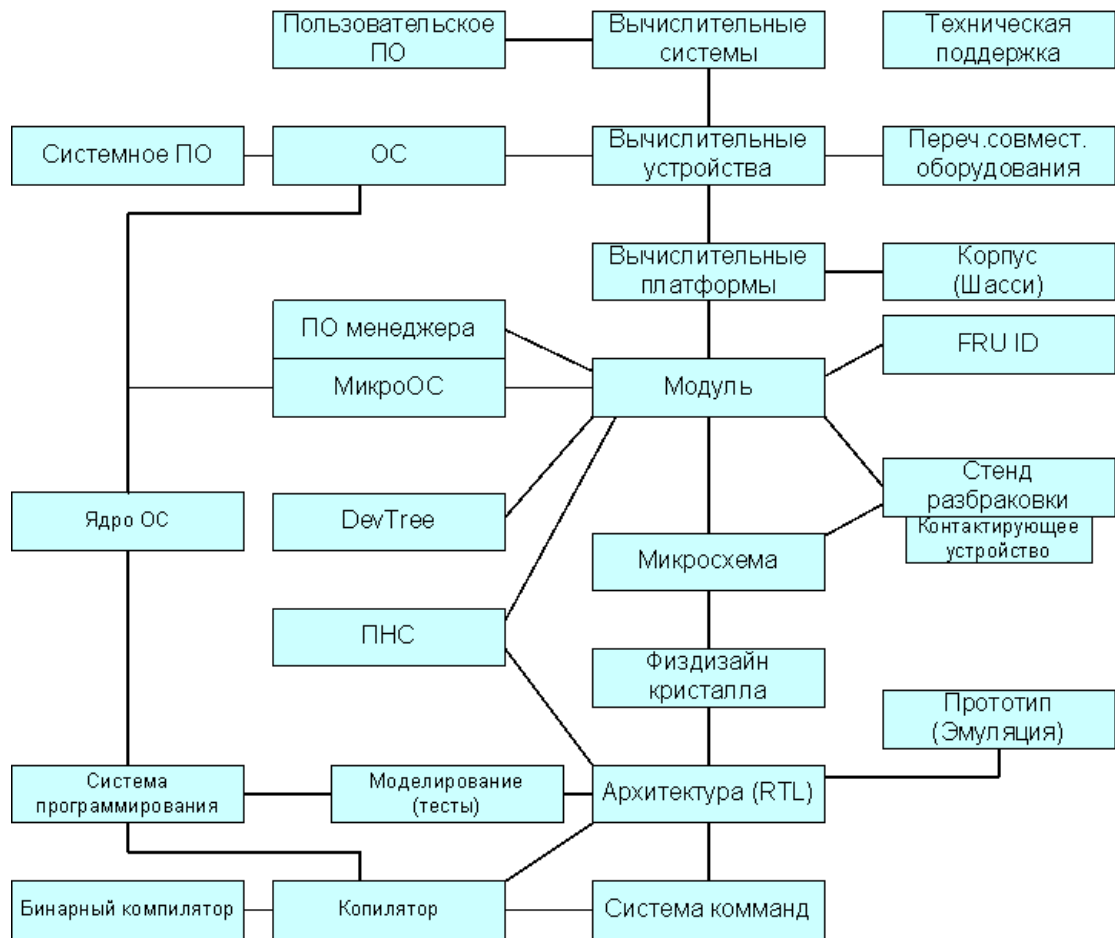 Пользовательское
ПО
Вычислительные
системы
Техническая
поддержка
Системное ПО
ОС
Вычислительные
устройства
Переч.совмест.
оборудования
Вычислительные
платформы
Корпус
(Шасси)
ПО менеджера
FRU ID
МикроОС
Модуль
Стенд
разбраковки
Контактирующее
устройство
Ядро ОС
DevTree
Микросхема
ПНС
Физдизайн
кристалла
Прототип
(Эмуляция)
Система
программирования
Моделирование
(тесты)
Архитектура (RTL)
Бинарный компилятор
Копилятор
Система комманд